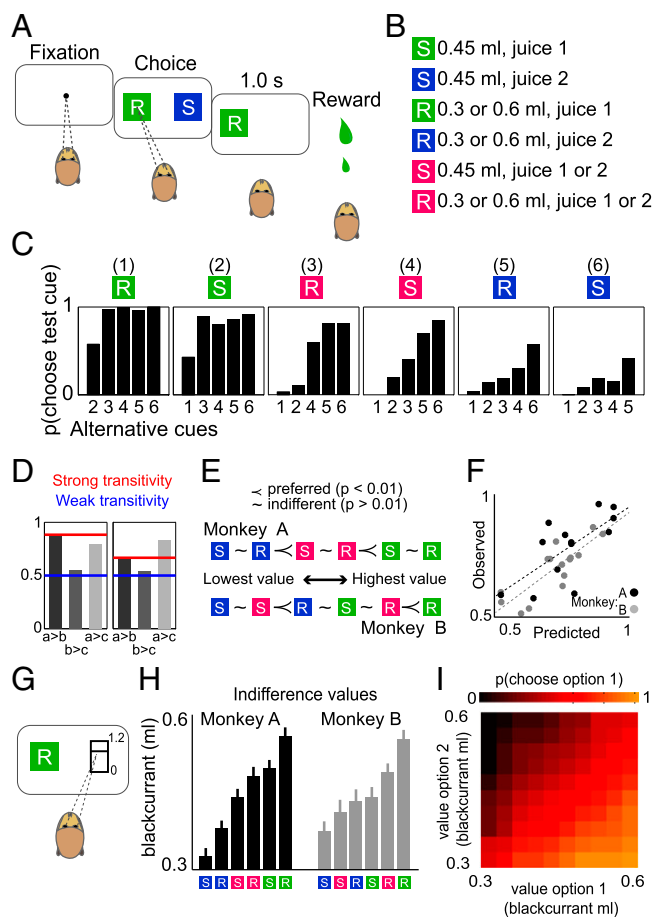 A
Fixation
Choice
1.0 s
Reward
R
S
R
B
S 0.45 ml, juice 1
S 0.45 ml, juice 2
R 0.3 or 0.6 ml, juice 1
R 0.3 or 0.6 ml, juice 2
S 0.45 ml, juice 1 or 2
R 0.3 or 0.6 ml, juice 1 or 2
C
(1) (2) (3) (4) (5) (6)
R S R S R S
p(choose test cue)
1
0
2 3 4 5 6 1 3 4 5 6 1 2 4 5 6 1 2 3 5 6 1 2 3 4 6 1 2 3 4 5
Alternative cues
D
Strong transitivity
Weak transitivity
1
0.5
0
a>b a>c a>b a>c
b>c b>c
E
≺ preferred (p < 0.01)
~ indifferent (p > 0.01)
Monkey A
S ~ R ≺ S ~ R ≺ S ~ R
Lowest value Highest value
S ~ S ≺ R ~ S ~ R ≺ R
Monkey B
F
Observed
1
0.5
0.5 1
Predicted
Monkey: A
B
G
R
1.2
0
H
Indifference values
Monkey A Monkey B
blackcurrant (ml)
0.6
0.3
S R S R S R S S R S R R
I
p(choose option 1)
0 1
value option 2
(blackcurrant ml)
0.6
0.3
0.3 0.6
value option 1
(blackcurrant ml)